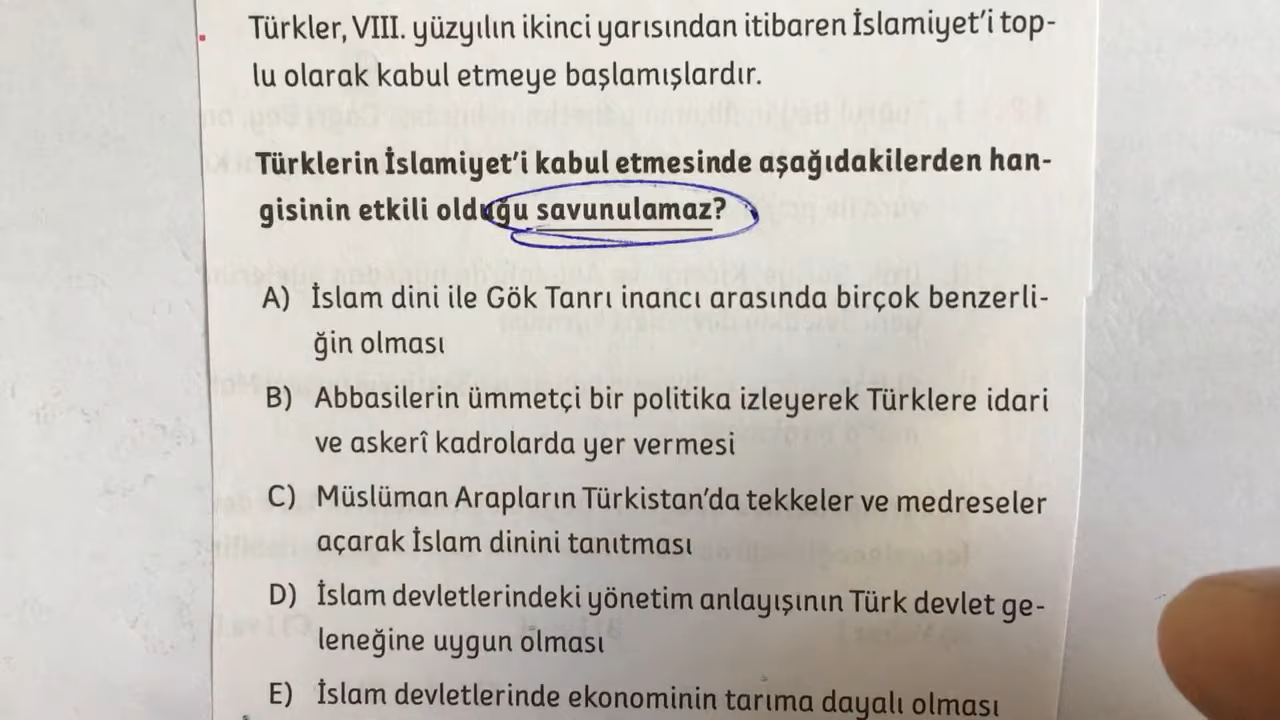 Türkler, VIII. yüzyılın ikinci yarısından itibaren İslamiyet'i top-
lu olarak kabul etmeye başlamışlardır.
Türklerin İslamiyet'i kabul etmesinde aşağıdakilerden han-
gisinin etkili olduğu savunulamaz?
A) İslam dini ile Gök Tanrı inancı arasında birçok benzerli-
ğin olması
B) Abbasilerin ümmetçi bir politika izleyerek Türklere idari
ve askerî kadrolarda yer vermesi
C) Müslüman Arapların Türkistan'da tekkeler ve medreseler
açarak İslam dinini tanıtması
D) İslam devletlerindeki yönetim anlayışının Türk devlet ge-
leneğine uygun olması
E) İslam devletlerinde ekonominin tarıma dayalı olması